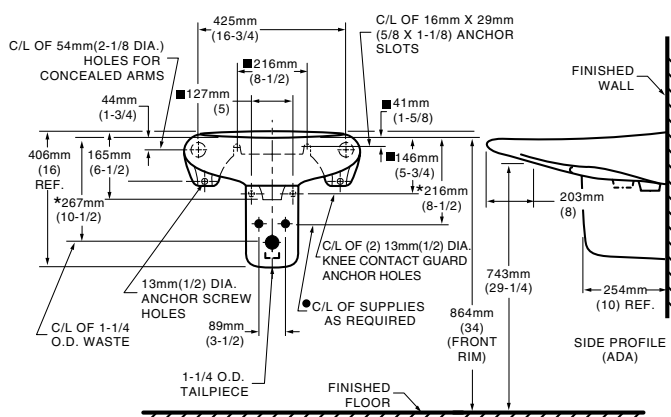 425mm
(16-3/4)
C/L OF 16mm X 29mm
(5/8 X 1-1/8) ANCHOR
SLOTS
C/L OF 54mm(2-1/8 DIA.)
HOLES FOR
CONCEALED ARMS
■216mm
(8-1/2)
FINISHED
WALL
44mm
(1-3/4)
■127mm
(5)
■41mm
(1-5/8)
406mm
(16)
REF.
165mm
(6-1/2)
■146mm
(5-3/4)
*216mm
(8-1/2)
*267mm
(10-1/2)
203mm
(8)
C/L OF (2) 13mm(1/2) DIA.
KNEE CONTACT GUARD
ANCHOR HOLES
743mm
(29-1/4)
13mm(1/2) DIA.
ANCHOR SCREW
HOLES
254mm
(10) REF.
●C/L OF SUPPLIES
AS REQUIRED
864mm
(34)
(FRONT
RIM)
C/L OF 1-1/4
O.D. WASTE
89mm
(3-1/2)
SIDE PROFILE
(ADA)
1-1/4 O.D.
TAILPIECE
FINISHED
FLOOR